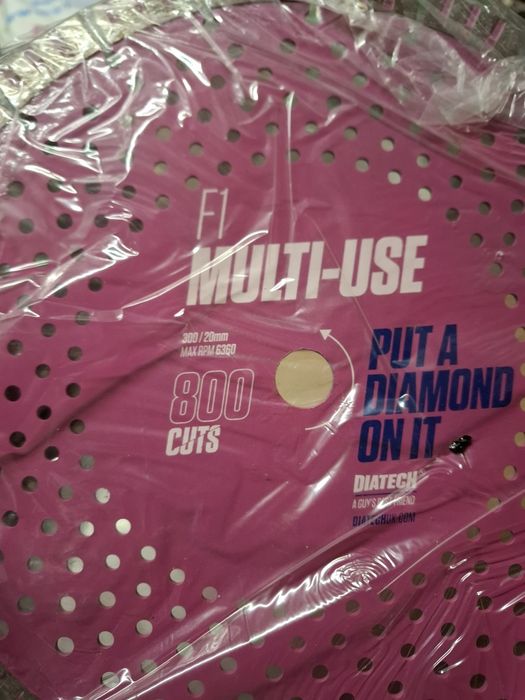 F1
MULTI-USE
300 / 20mm
MAX RPM 6360
800
CUTS
PUT A
DIAMOND
ON IT
DIATECH
A GUY'S BEST FRIEND
DIATECHUK.COM